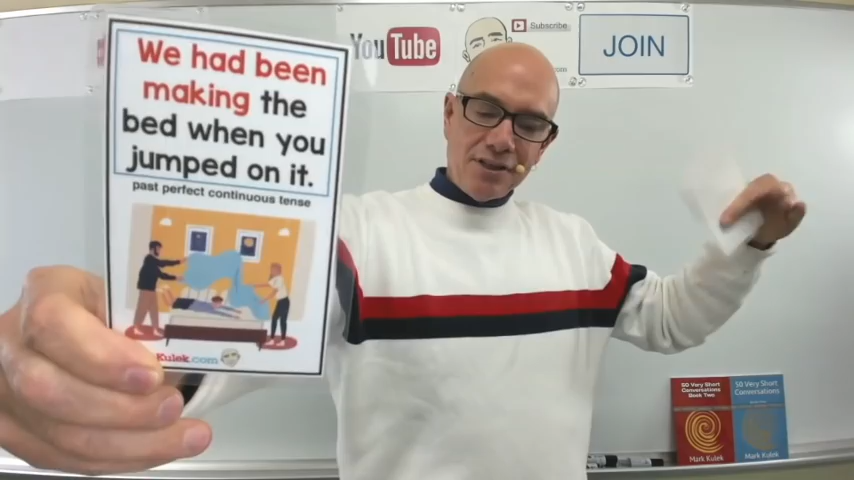 We had been
making the
bed when you
jumped on it.
past perfect continuous tense
Kulek.com
YouTube
Subscribe
JOIN
50 Very Short
Conversations
Book Two
Mark Kulek
50 Very Short
Conversations
Mark Kulek